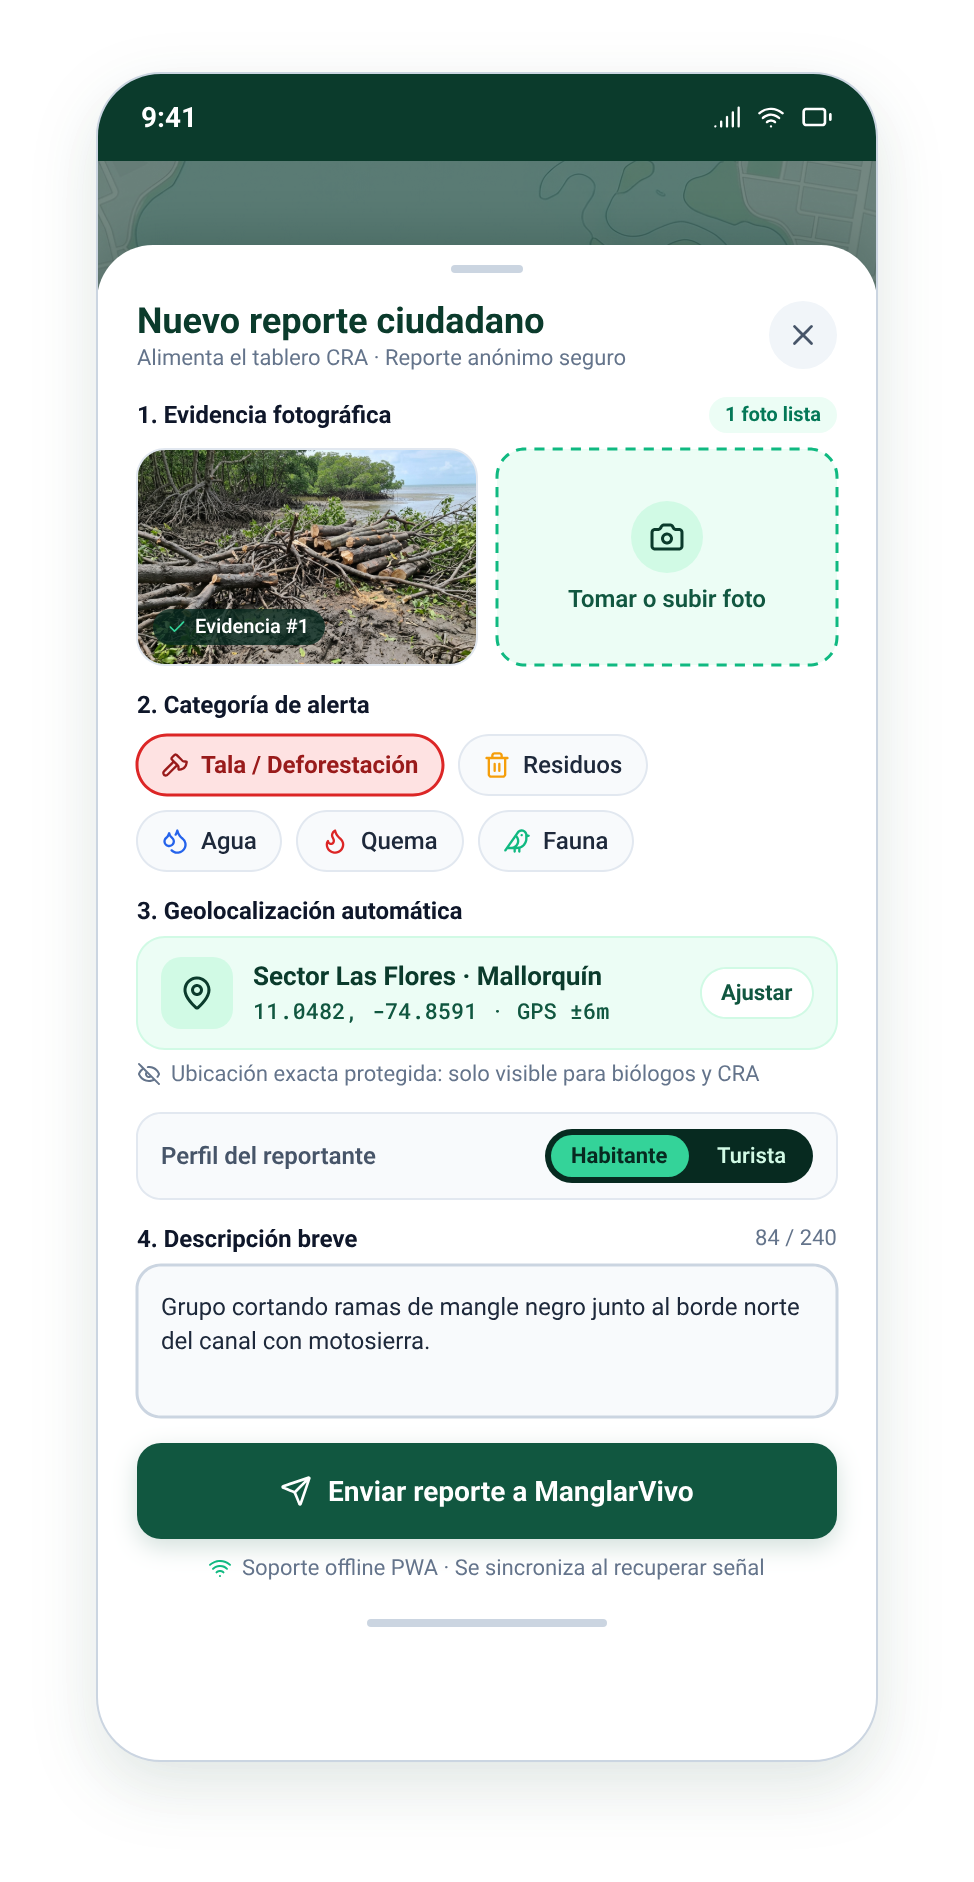 9:41
Nuevo reporte ciudadano
Alimenta el tablero CRA · Reporte anónimo seguro
1. Evidencia fotográfica
1 foto lista
Evidencia #1
Tomar o subir foto
2. Categoría de alerta
Tala / Deforestación
Residuos
Agua
Quema
Fauna
3. Geolocalización automática
Sector Las Flores · Mallorquín
11.0482, -74.8591 · GPS ±6m
Ajustar
Ubicación exacta protegida: solo visible para biólogos y CRA
Perfil del reportante
Habitante
Turista
4. Descripción breve
84 / 240
Grupo cortando ramas de mangle negro junto al borde norte
del canal con motosierra.
Enviar reporte a ManglarVivo
Soporte offline PWA · Se sincroniza al recuperar señal